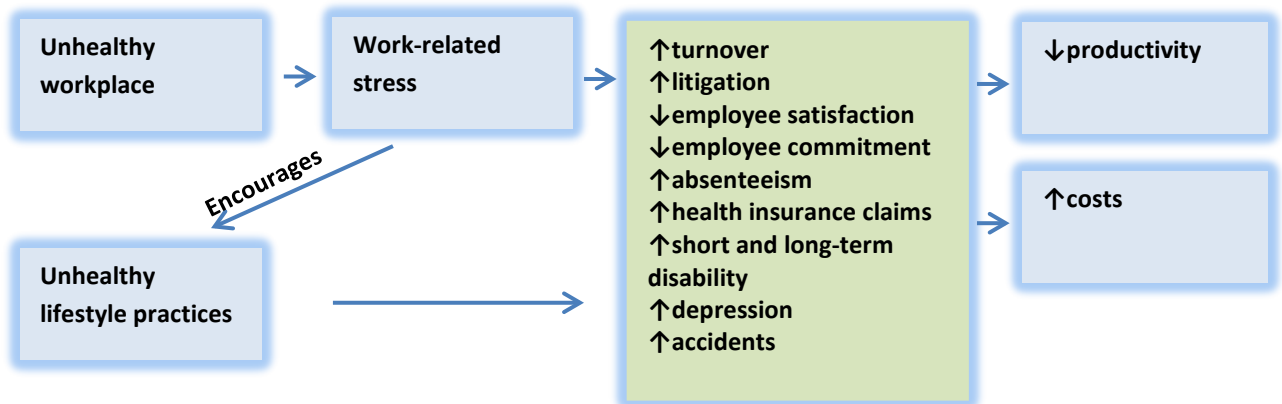 Unhealthy
workplace
Work-related
stress
Encourages
Unhealthy
lifestyle practices
↑turnover
↑litigation
↓employee satisfaction
↓employee commitment
↑absenteeism
↑health insurance claims
↑short and long-term
disability
↑depression
↑accidents
↓productivity
↑costs